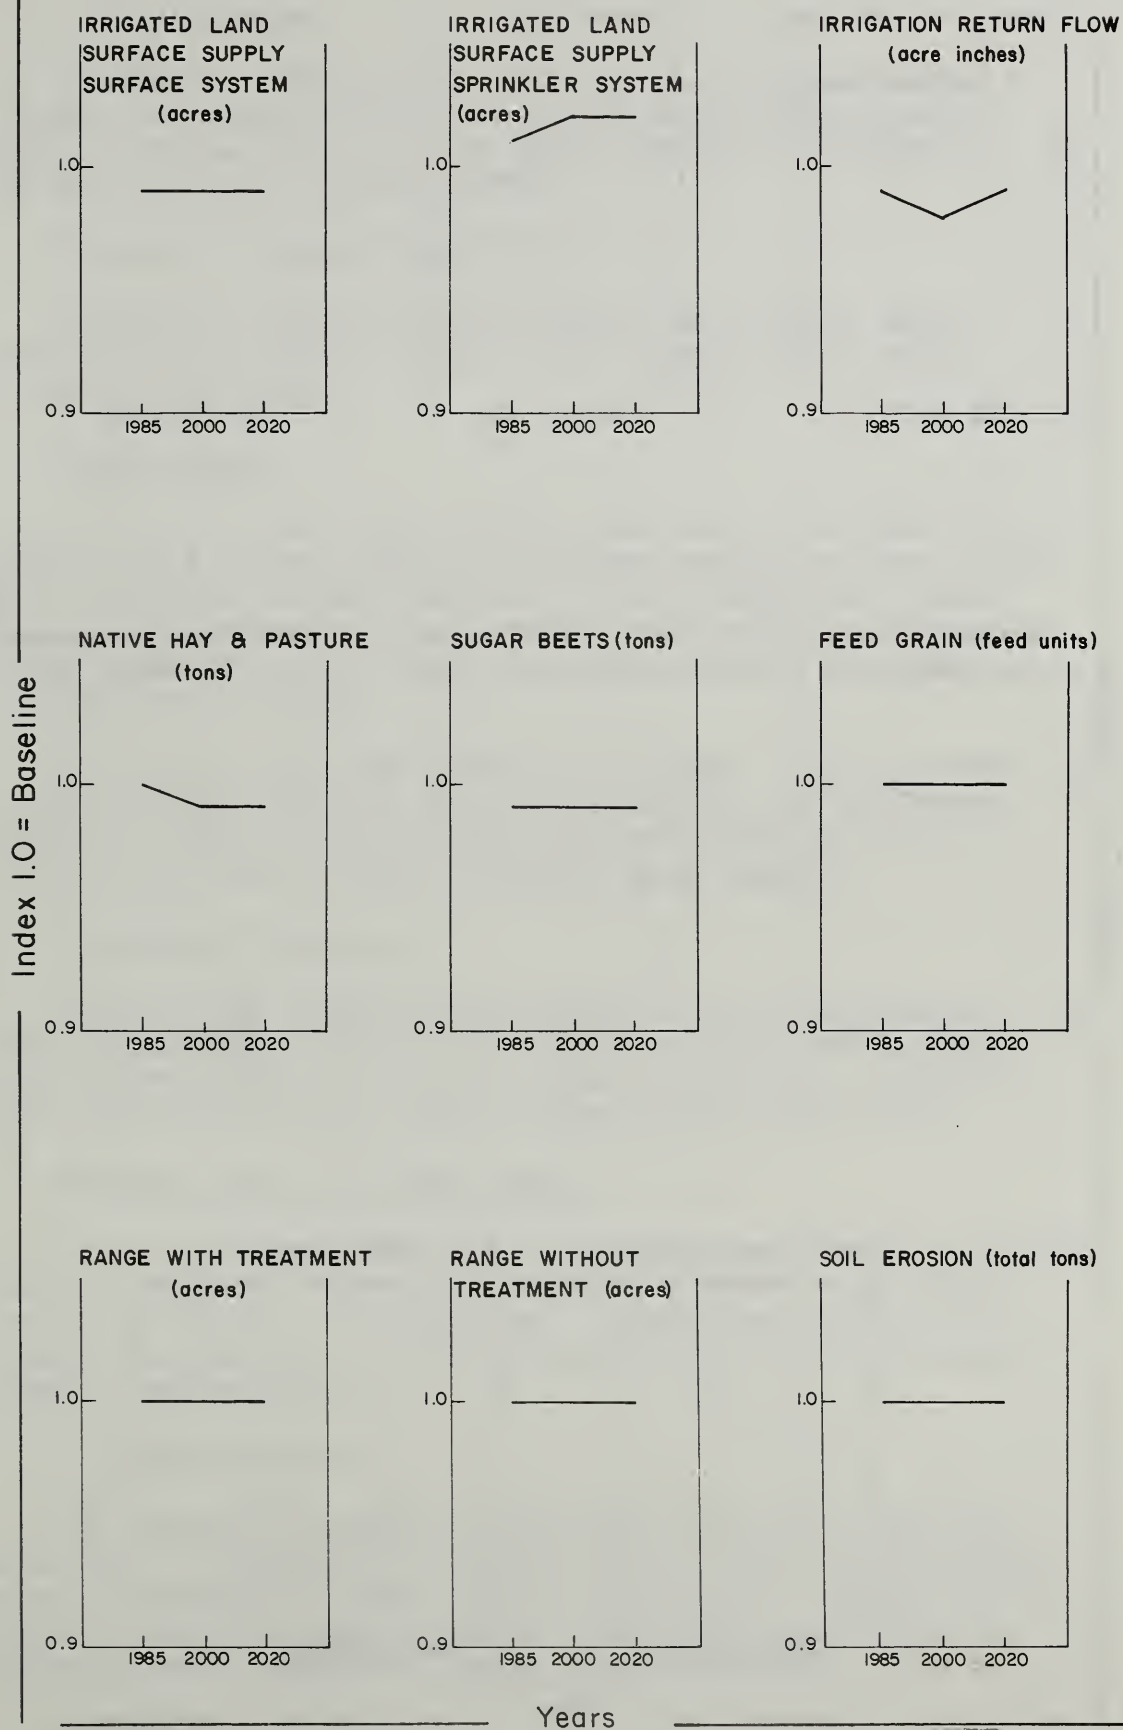 IRRIGATED LAND
SURFACE SUPPLY
SURFACE SYSTEM
(acres)
1.0
0.9
1985 2000 2020
IRRIGATED LAND
SURFACE SUPPLY
SPRINKLER SYSTEM
(acres)
1.0
0.9
1985 2000 2020
IRRIGATION RETURN FLOW
(acre inches)
1.0
0.9
1985 2000 2020
Index 1.0 = Baseline
NATIVE HAY & PASTURE
(tons)
1.0
0.9
1985 2000 2020
SUGAR BEETS (tons)
1.0
0.9
1985 2000 2020
FEED GRAIN (feed units)
1.0
0.9
1985 2000 2020
RANGE WITH TREATMENT
(acres)
1.0
0.9
1985 2000 2020
RANGE WITHOUT
TREATMENT (acres)
1.0
0.9
1985 2000 2020
SOIL EROSION (total tons)
1.0
0.9
1985 2000 2020
Years